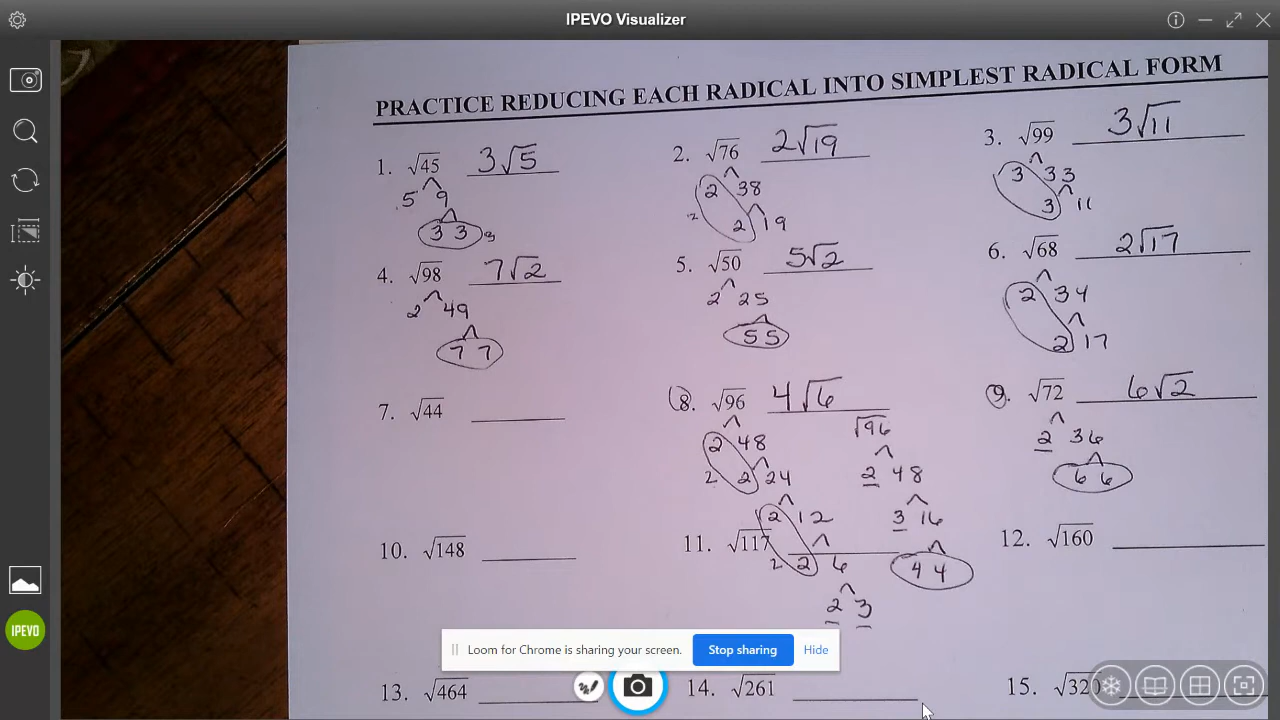 IPEVO Visualizer
PRACTICE REDUCING EACH RADICAL INTO SIMPLEST RADICAL FORM
1. √45 3√5
5 9
3 3 3
2. √76 2√19
2 38
2 2 19
3. √99 3√11
3 33
3 11
4. √98 7√2
2 49
7 7
5. √50 5√2
2 25
5 5
6. √68 2√17
2 34
2 17
7. √44
8. √96 4√6
2 48
2 2 24
2 12
2 2 6
2 3
√96
2 48
3 16
4 4
9. √72 6√2
2 36
6 6
10. √148
11. √117
12. √160
13. √464
14. √261
15. √320
IPEVO
Loom for Chrome is sharing your screen. Stop sharing Hide